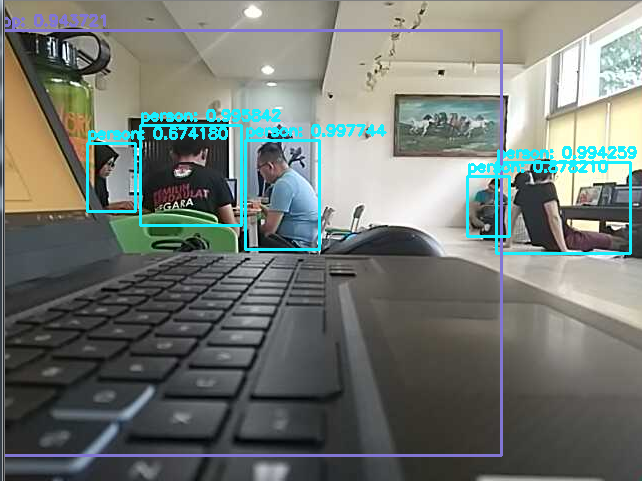 op: 0.943721
person: 0.995842
person: 0.674180
person: 0.997744
person: 0.994259
person: 0.878210
PEMILIH
BERDAULAT
NEGARA